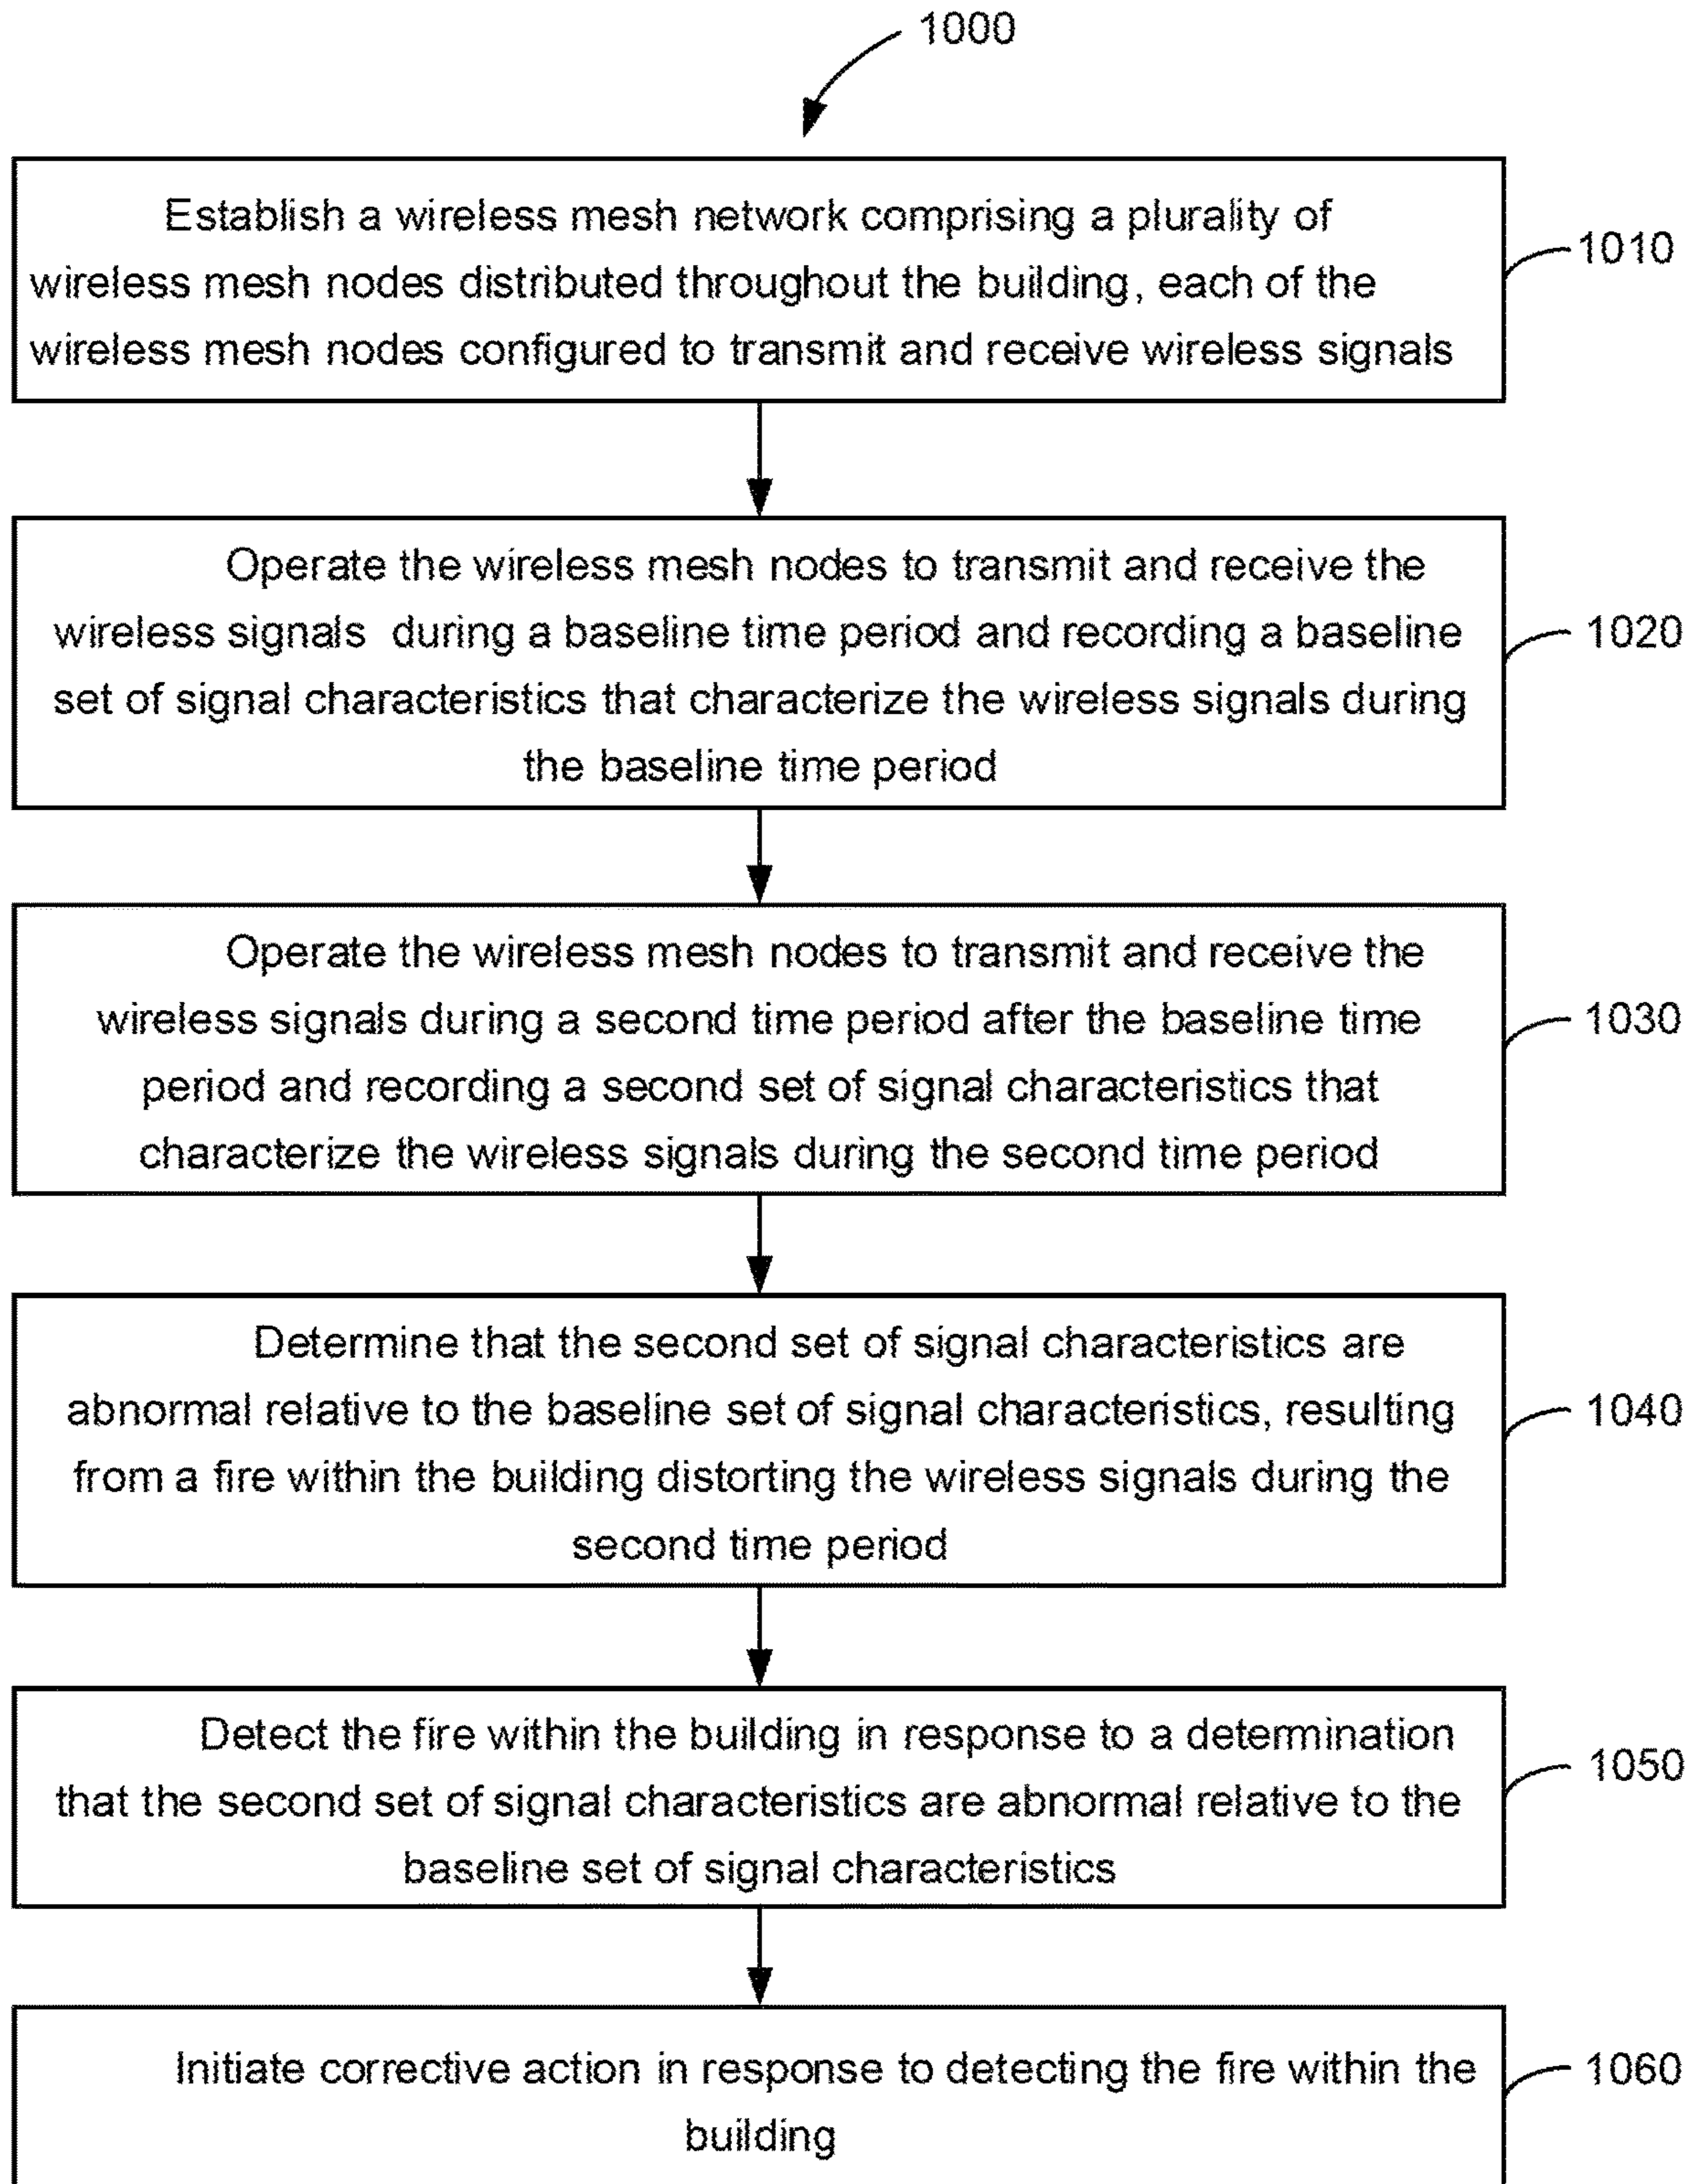 1000
Establish a wireless mesh network comprising a plurality of
wireless mesh nodes distributed throughout the building, each of the
wireless mesh nodes configured to transmit and receive wireless signals
1010
Operate the wireless mesh nodes to transmit and receive the
wireless signals during a baseline time period and recording a baseline
set of signal characteristics that characterize the wireless signals during
the baseline time period
1020
Operate the wireless mesh nodes to transmit and receive the
wireless signals during a second time period after the baseline time
period and recording a second set of signal characteristics that
characterize the wireless signals during the second time period
1030
Determine that the second set of signal characteristics are
abnormal relative to the baseline set of signal characteristics, resulting
from a fire within the building distorting the wireless signals during the
second time period
1040
Detect the fire within the building in response to a determination
that the second set of signal characteristics are abnormal relative to the
baseline set of signal characteristics
1050
Initiate corrective action in response to detecting the fire within the
building
1060